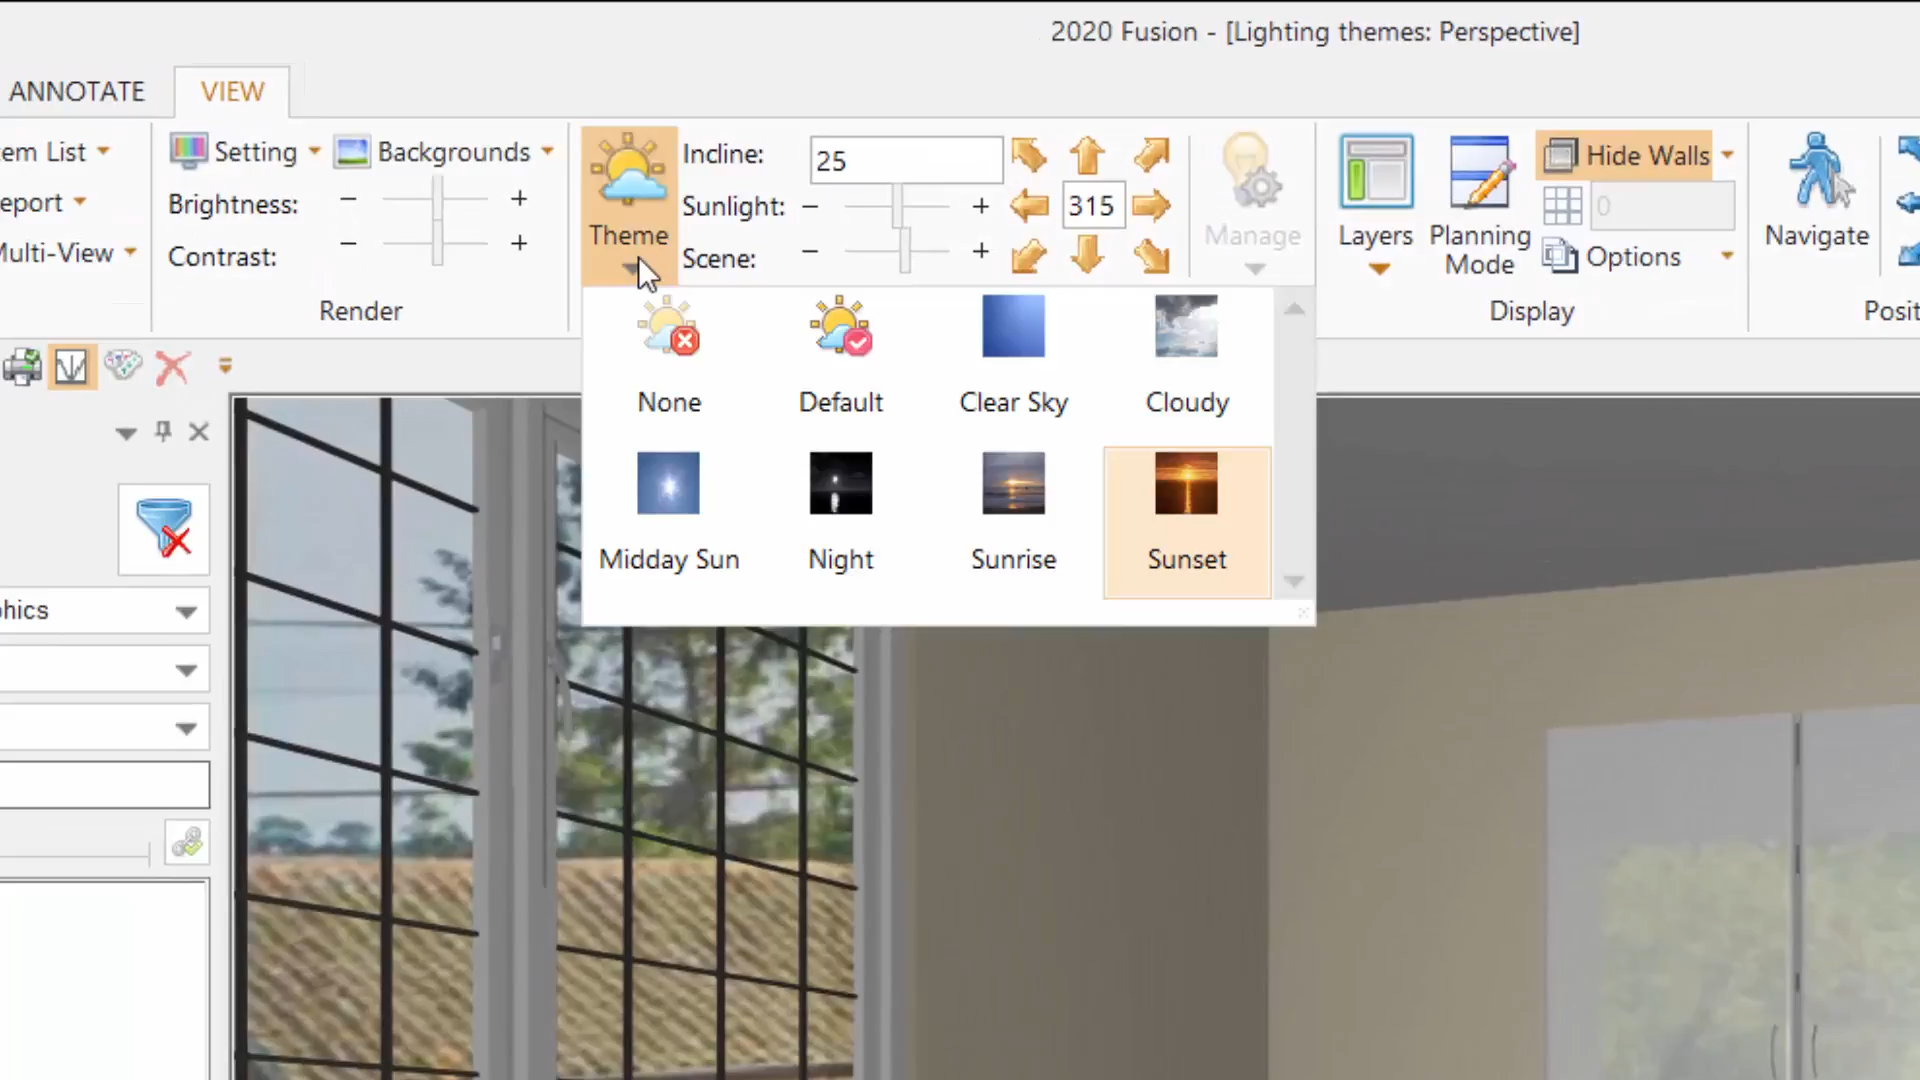 2020 Fusion - [Lighting themes: Perspective]
ANNOTATE
VIEW
em List
Setting
Backgrounds
Incline:
25
Hide Walls
eport
Brightness:
Sunlight:
315
0
Theme
Manage
Layers
Planning
Mode
Navigate
Multi-View
Contrast:
Scene:
Options
Render
Display
Posit
None
Default
Clear Sky
Cloudy
Midday Sun
Night
Sunrise
Sunset
hics